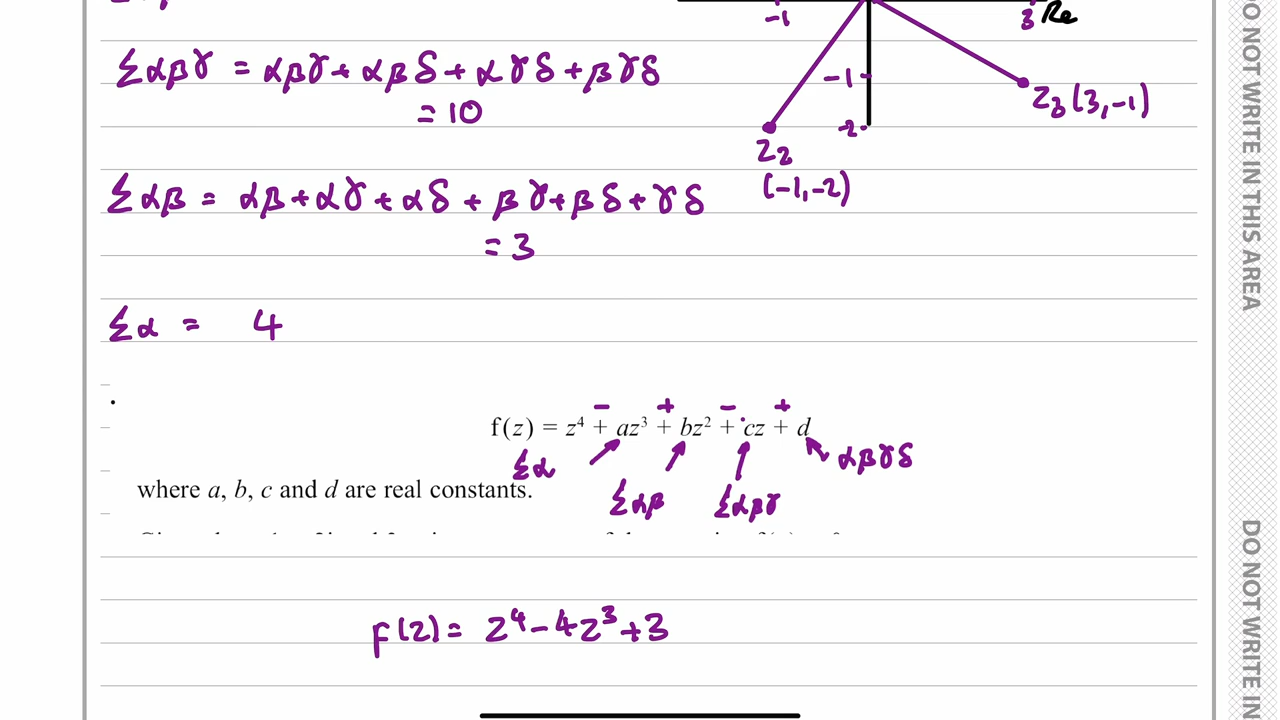 -1
3 Re
Σαβγ = αβγ + αβδ + αγδ + βγδ
= 10
-1
Z3 (3,-1)
-2
Z2
(-1,-2)
Σαβ = αβ + αγ + αδ + βγ + βδ + γδ
= 3
Σα = 4
− + − +
f(z) = z⁴ + az³ + bz² + cz + d
Σα Σαβ Σαβγ αβγδ
where a, b, c and d are real constants.
F(z) = z⁴ - 4z³ + 3
DO NOT WRITE IN THIS AREA
DO NOT WRITE IN